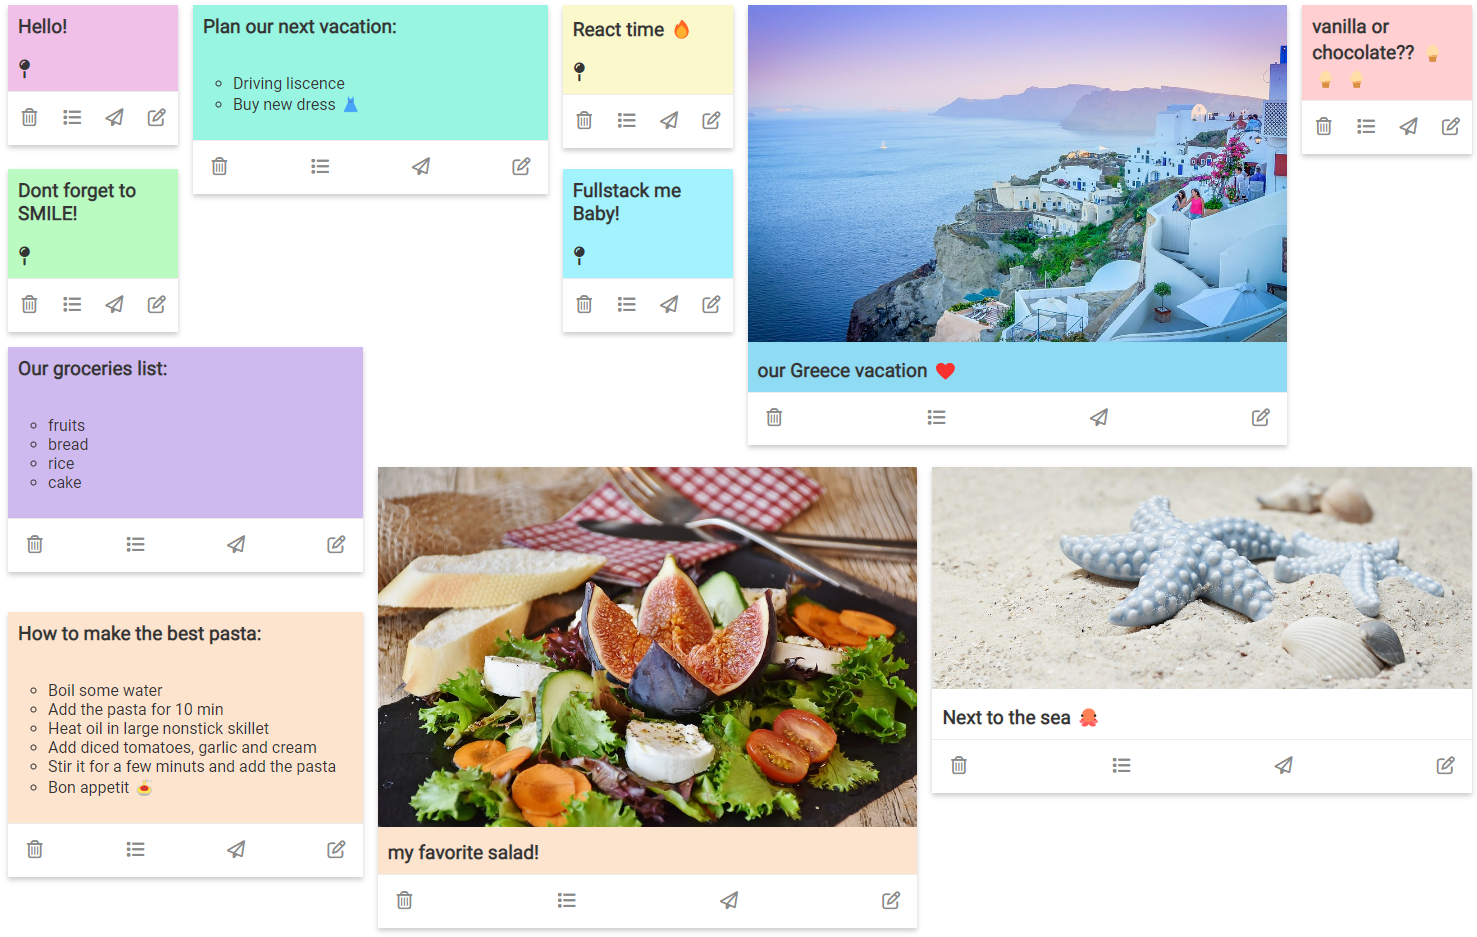 Hello!
Plan our next vacation:
Driving liscence
Buy new dress 👗
React time 🔥
vanilla or
chocolate?? 🍦
🍦 🍦
Dont forget to
SMILE!
Fullstack me
Baby!
our Greece vacation ❤️
Our groceries list:
fruits
bread
rice
cake
How to make the best pasta:
Boil some water
Add the pasta for 10 min
Heat oil in large nonstick skillet
Add diced tomatoes, garlic and cream
Stir it for a few minuts and add the pasta
Bon appetit 🍝
my favorite salad!
Next to the sea 🐙